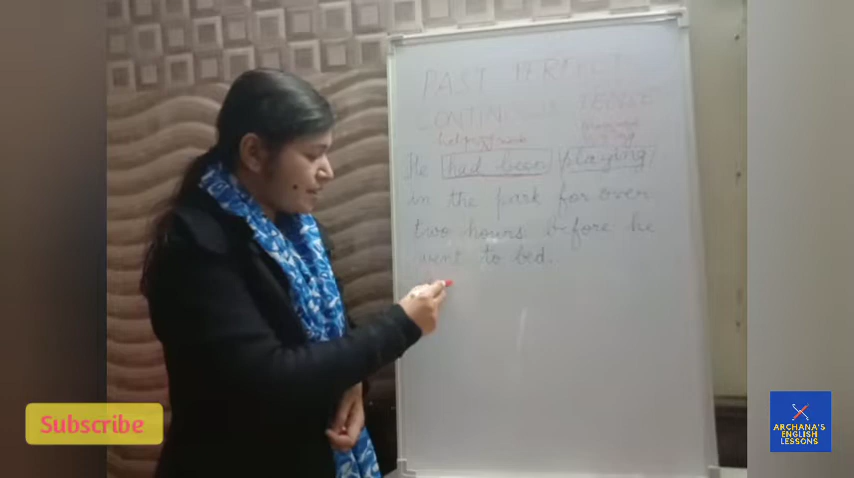 PAST PERFECT
CONTINUOUS TENSE
He had been playing
in the park for over
two hours before he
went to bed.
Subscribe
ARCHANA'S
ENGLISH
LESSONS